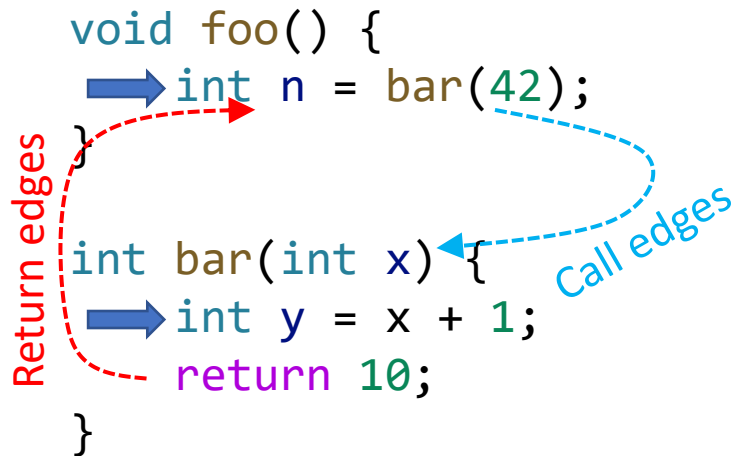 void foo() {
int n = bar(42);
}
Return edges
Call edges
int bar(int x) {
int y = x + 1;
return 10;
}